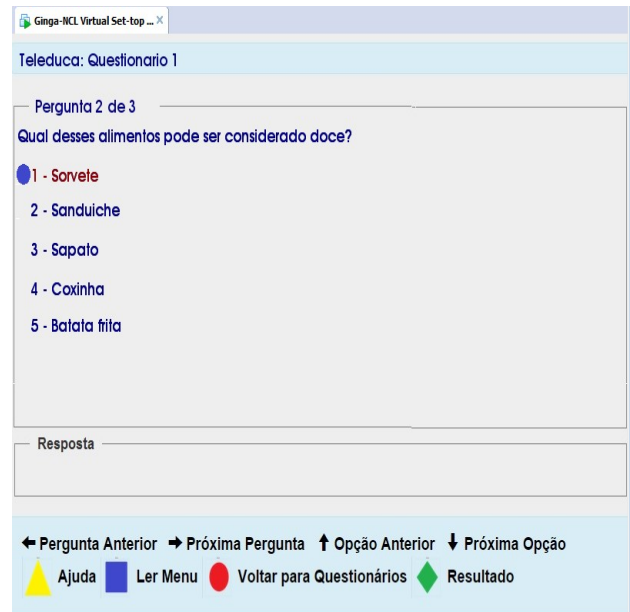 Ginga-NCL Virtual Set-top ... X
Teleduca: Questionario 1
Pergunta 2 de 3
Qual desses alimentos pode ser considerado doce?
1 - Sorvete
2 - Sanduiche
3 - Sapato
4 - Coxinha
5 - Batata frita
Resposta
← Pergunta Anterior → Próxima Pergunta ↑ Opção Anterior ↓ Próxima Opção
Ajuda Ler Menu Voltar para Questionários Resultado